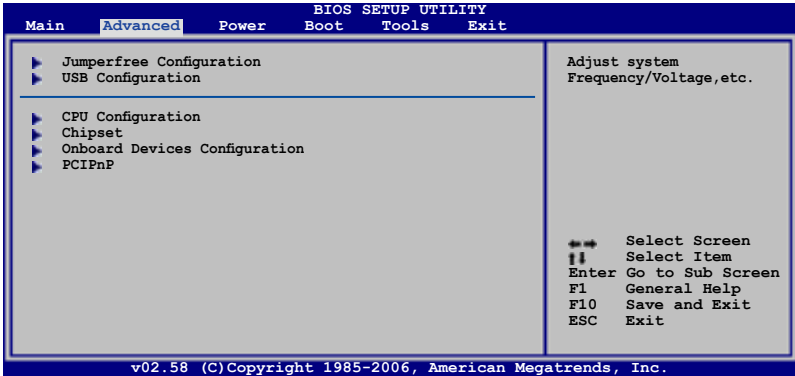 BIOS SETUP UTILITY
Main Advanced Power Boot Tools Exit
Jumperfree Configuration
USB Configuration
CPU Configuration
Chipset
Onboard Devices Configuration
PCIPnP
Adjust system
Frequency/Voltage,etc.
Select Screen
Select Item
Enter Go to Sub Screen
F1 General Help
F10 Save and Exit
ESC Exit
v02.58 (C)Copyright 1985-2006, American Megatrends, Inc.